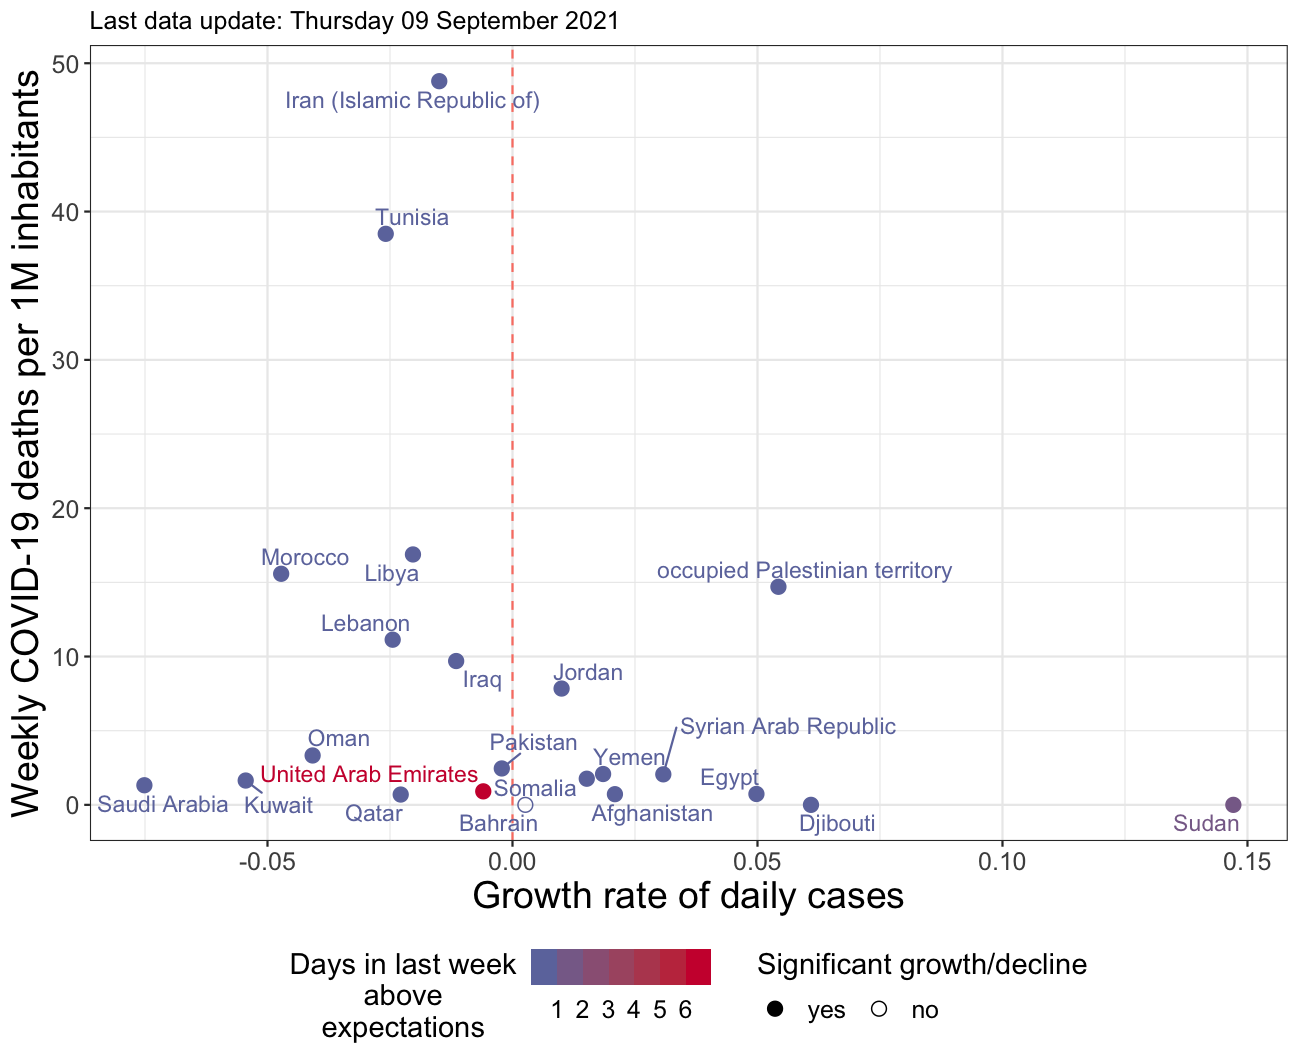 Last data update: Thursday 09 September 2021
Weekly COVID-19 deaths per 1M inhabitants
50
40
30
20
10
0
Iran (Islamic Republic of)
Tunisia
Morocco
Libya
occupied Palestinian territory
Lebanon
Iraq
Jordan
Syrian Arab Republic
Oman
Pakistan
Yemen
United Arab Emirates
Egypt
Somalia
Saudi Arabia
Kuwait
Qatar
Afghanistan
Bahrain
Djibouti
Sudan
-0.05
0.00
0.05
0.10
0.15
Growth rate of daily cases
Days in last week
above
expectations
1 2 3 4 5 6
Significant growth/decline
yes
no